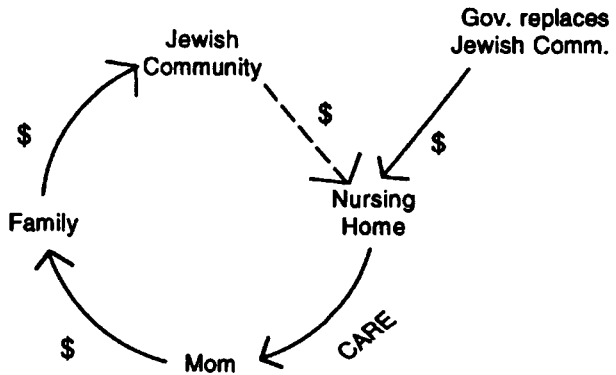 Gov. replaces
Jewish Comm.
Jewish
Community
$
$
$
Nursing
Home
Family
CARE
$
Mom